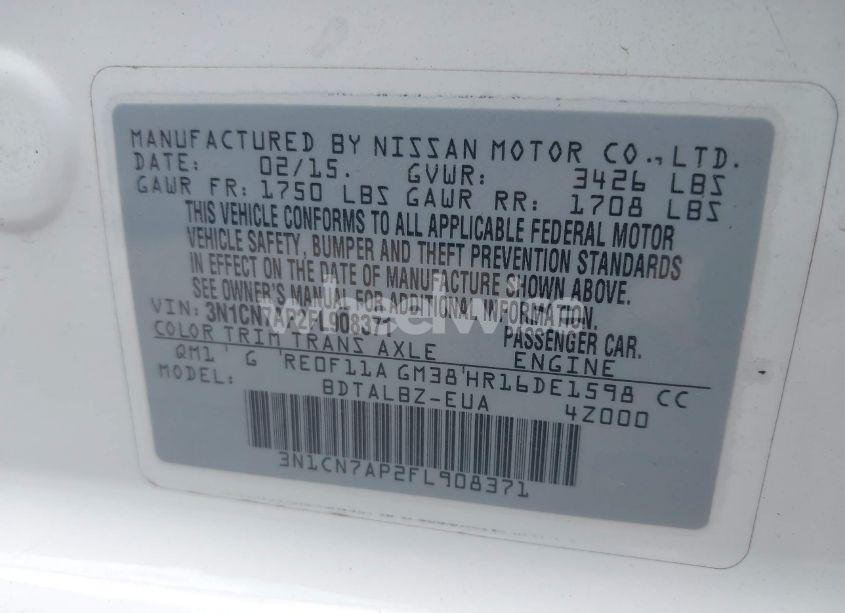 MANUFACTURED BY NISSAN MOTOR CO., LTD.
DATE: 02/15. GVWR: 3426 LBS
GAWR FR: 1750 LBS GAWR RR: 1708 LBS
THIS VEHICLE CONFORMS TO ALL APPLICABLE FEDERAL MOTOR
VEHICLE SAFETY, BUMPER AND THEFT PREVENTION STANDARDS
IN EFFECT ON THE DATE OF MANUFACTURE SHOWN ABOVE.
SEE OWNER'S MANUAL FOR ADDITIONAL INFORMATION.
VIN: 3N1CN7AP2FL908371 PASSENGER CAR.
COLOR TRIM TRANS AXLE ENGINE
QM1 ' G 'RE0F11A GM38'HR16DE1598 CC
MODEL: BDTALBZ-EUA 4Z000
3N1CN7AP2FL908371